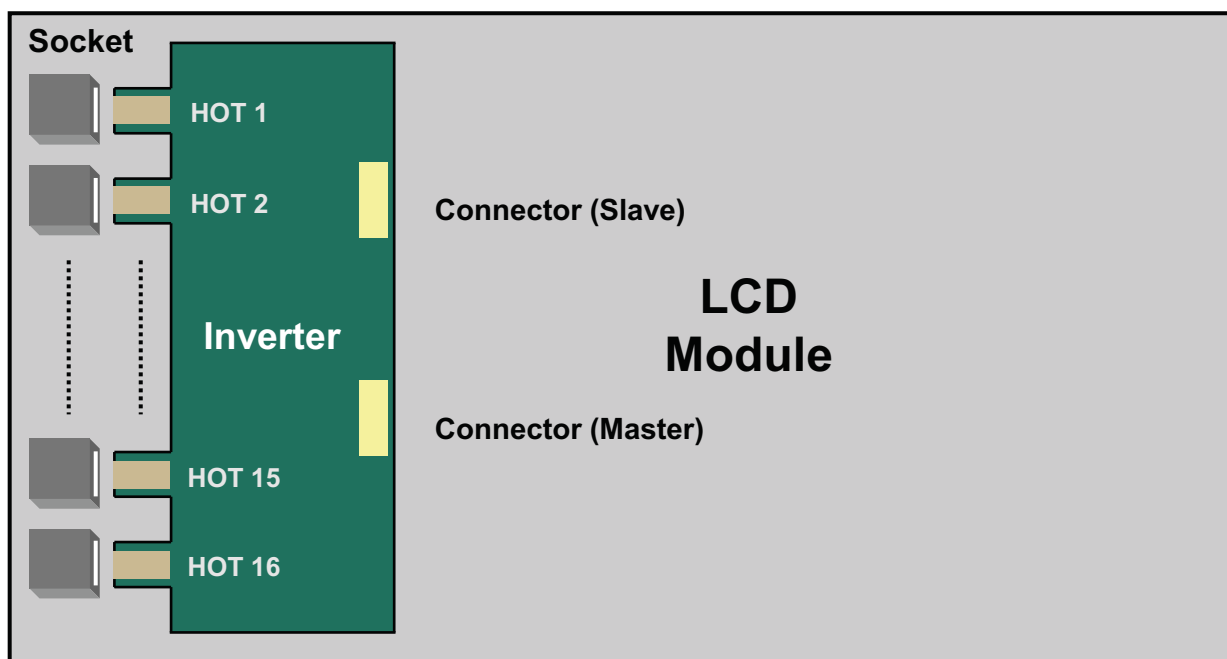 Socket
HOT 1
HOT 2
Connector (Slave)
LCD
Module
Inverter
Connector (Master)
HOT 15
HOT 16